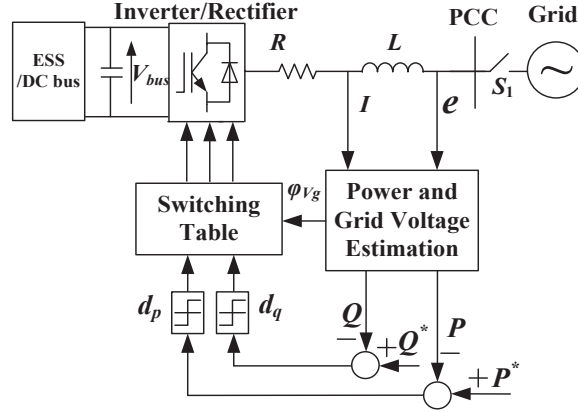 Inverter/Rectifier
PCC
Grid
ESS
/DC bus
V_bus
R
L
S_1
I
e
Switching
Table
φ_Vg
Power and
Grid Voltage
Estimation
d_p
d_q
Q
P
−
+
Q*
−
+
P*